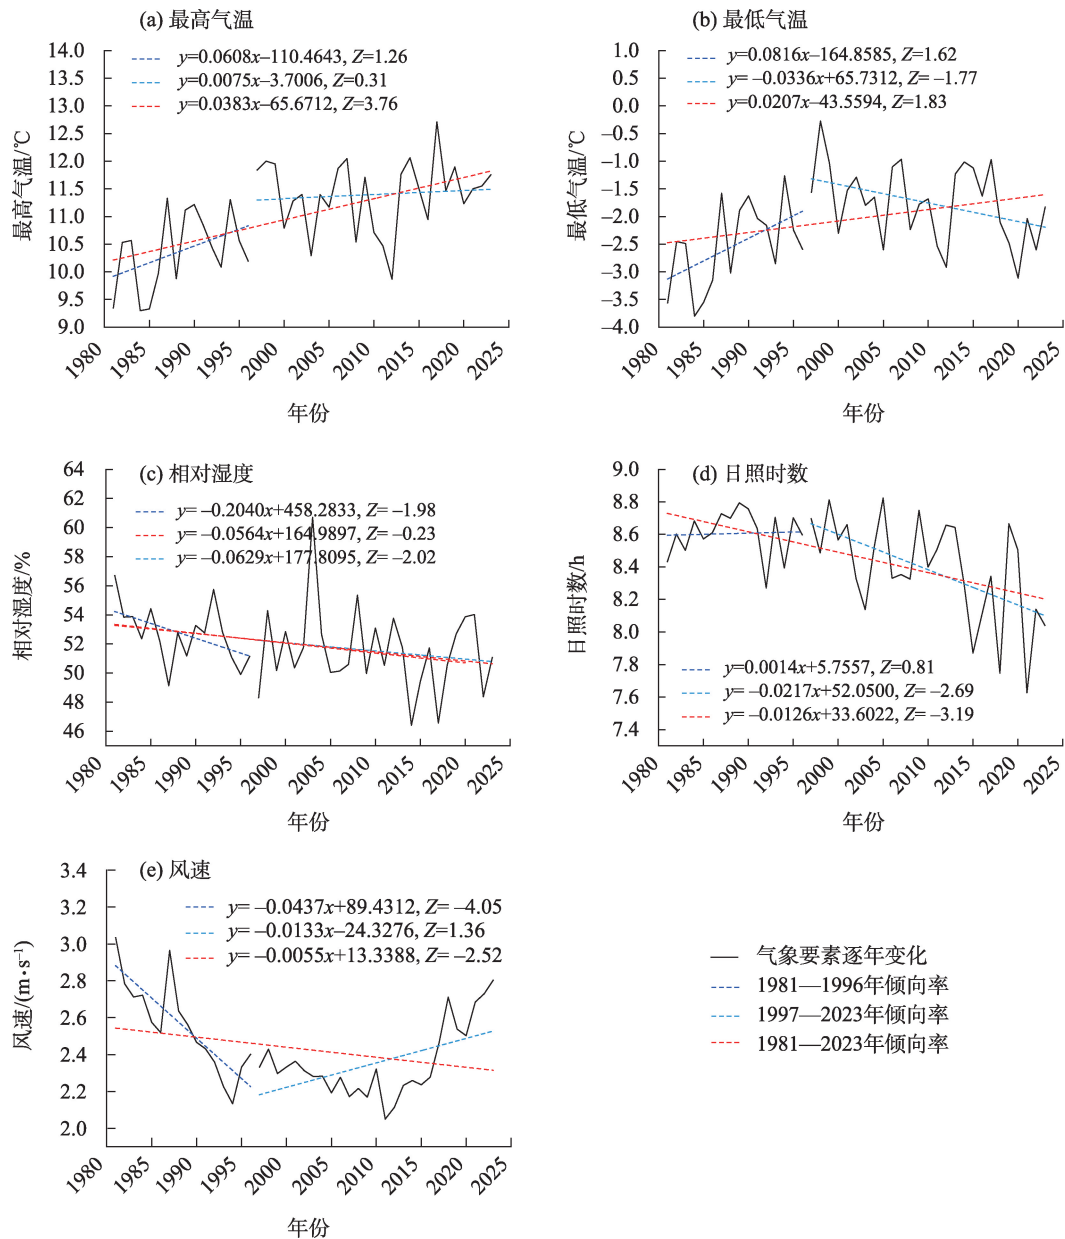 (a) 最高气温
y=0.0608x–110.4643, Z=1.26
y=0.0075x–3.7006, Z=0.31
y=0.0383x–65.6712, Z=3.76
14.0
13.5
13.0
12.5
12.0
11.5
11.0
10.5
10.0
9.5
9.0
最高气温/℃
1980
1985
1990
1995
2000
2005
2010
2015
2020
2025
年份
(b) 最低气温
y=0.0816x–164.8585, Z=1.62
y= –0.0336x+65.7312, Z= –1.77
y=0.0207x–43.5594, Z=1.83
1.0
0.5
0.0
–0.5
–1.0
–1.5
–2.0
–2.5
–3.0
–3.5
–4.0
最低气温/℃
1980
1985
1990
1995
2000
2005
2010
2015
2020
2025
年份
(c) 相对湿度
y= –0.2040x+458.2833, Z= –1.98
y= –0.0564x+164.9897, Z= –0.23
y= –0.0629x+177.8095, Z= –2.02
64
62
60
58
56
54
52
50
48
46
相对湿度/%
1980
1985
1990
1995
2000
2005
2010
2015
2020
2025
年份
(d) 日照时数
9.0
8.8
8.6
8.4
8.2
8.0
7.8
7.6
7.4
日照时数/h
y=0.0014x+5.7557, Z=0.81
y= –0.0217x+52.0500, Z= –2.69
y= –0.0126x+33.6022, Z= –3.19
1980
1985
1990
1995
2000
2005
2010
2015
2020
2025
年份
(e) 风速
y= –0.0437x+89.4312, Z= –4.05
y= –0.0133x–24.3276, Z=1.36
y= –0.0055x+13.3388, Z= –2.52
3.4
3.2
3.0
2.8
2.6
2.4
2.2
2.0
风速/(m·s⁻¹)
1980
1985
1990
1995
2000
2005
2010
2015
2020
2025
年份
气象要素逐年变化
1981—1996年倾向率
1997—2023年倾向率
1981—2023年倾向率